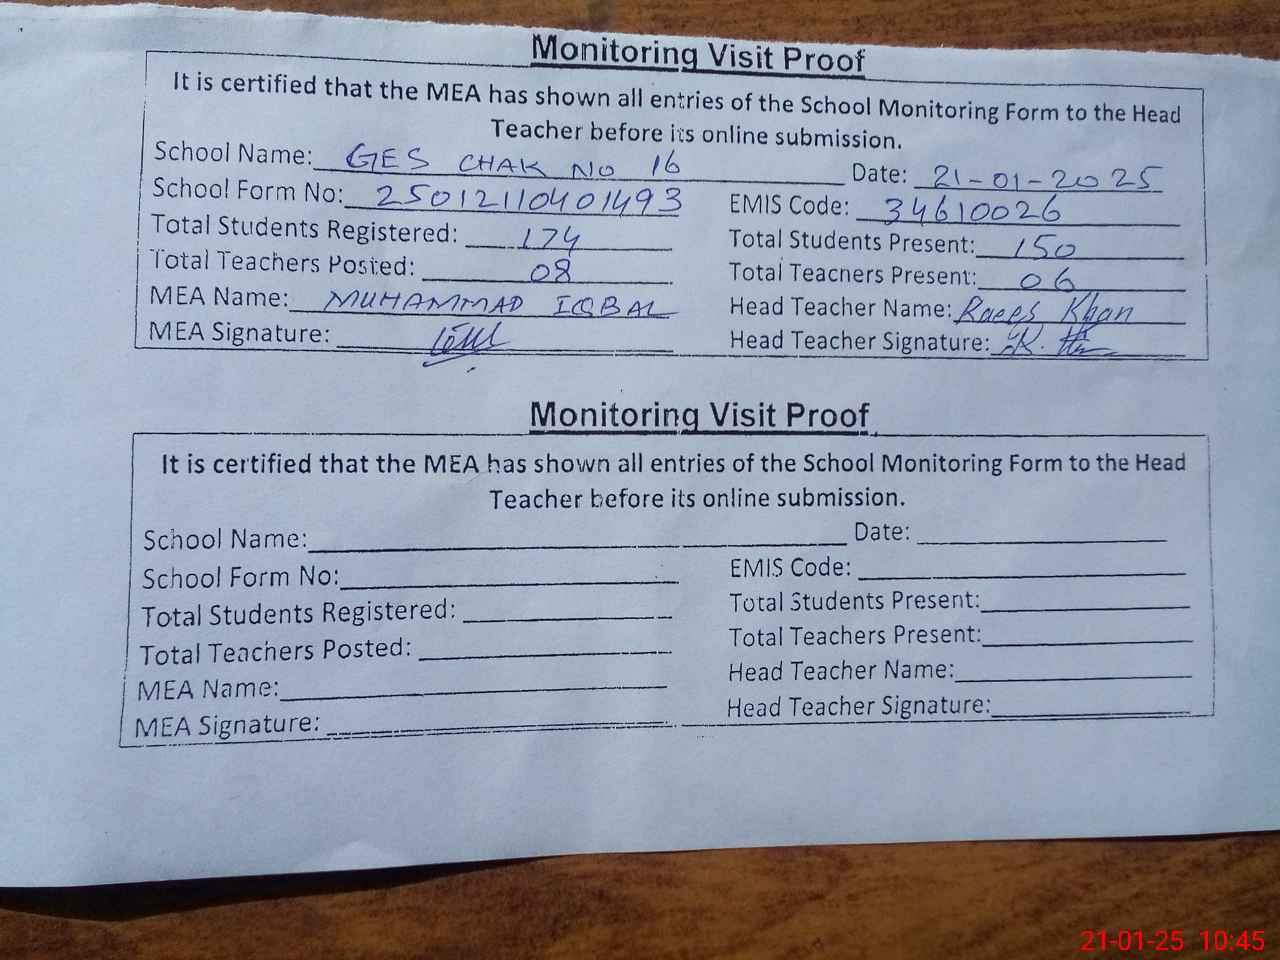 Monitoring Visit Proof
It is certified that the MEA has shown all entries of the School Monitoring Form to the Head
Teacher before its online submission.
School Name: GES CHAK No 16 Date: 21-01-2025
School Form No: 25012110401493 EMIS Code: 34610026
Total Students Registered: 174 Total Students Present: 150
Total Teachers Posted: 08 Total Teachers Present: 06
MEA Name: MUHAMMAD IQBAL Head Teacher Name: Raees Khan
MEA Signature: Head Teacher Signature:
Monitoring Visit Proof
It is certified that the MEA has shown all entries of the School Monitoring Form to the Head
Teacher before its online submission.
School Name: Date:
School Form No: EMIS Code:
Total Students Registered: Total Students Present:
Total Teachers Posted: Total Teachers Present:
MEA Name: Head Teacher Name:
MEA Signature: Head Teacher Signature:
21-01-25 10:45